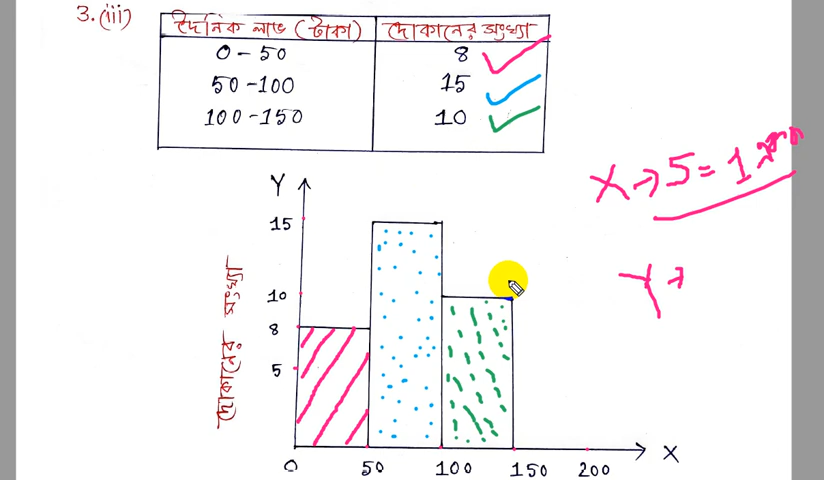 3. (iii)
দৈনিক লাভ (টাকা) দোকানের সংখ্যা
0 - 50 8
50 - 100 15
100 - 150 10
X → 5 = 1
Y
Y →
15
10
8
5
দোকানের সংখ্যা
0 50 100 150 200 X